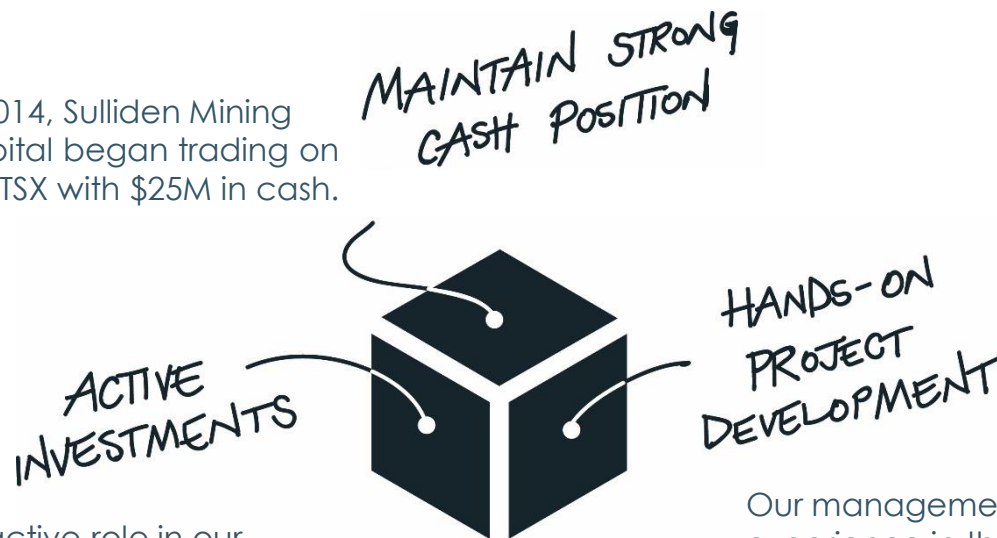 MAINTAIN STRONG
CASH POSITION
014, Sulliden Mining
pital began trading on
TSX with $25M in cash.
HANDS-ON
PROJECT
DEVELOPMENT
ACTIVE
INVESTMENTS
active role in our
Our manageme